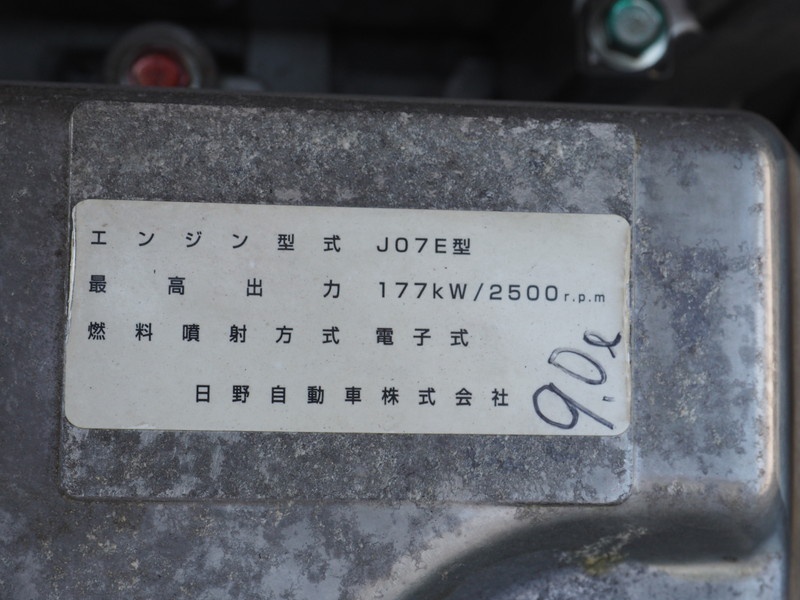 エンジン型式 J07E型
最高出力 177kW/2500r.p.m
燃料噴射方式 電子式
日野自動車株式会社
9.0ℓ